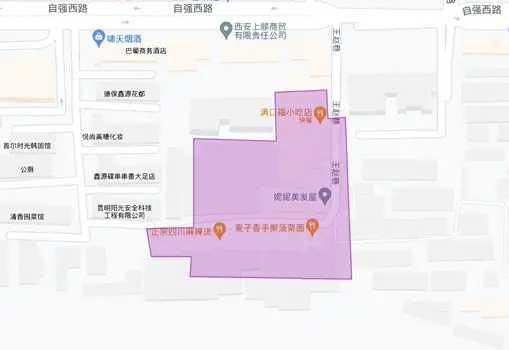 自强西路
自强西路
自强西路
啸天烟酒
巴蜀商务酒店
西安上顺商贸
有限责任公司
王赵巷
德保鑫源花都
满口福小吃店
快餐
王赵巷
悦尚美睫化妆
首尔时光韩国馆
公厕
鑫源碳串串香大足店
王赵巷
妮妮美发屋
清香园菜馆
昆明阳光安全科技
工程有限公司
正宗四川麻辣烫
麦子香手擀菠菜面